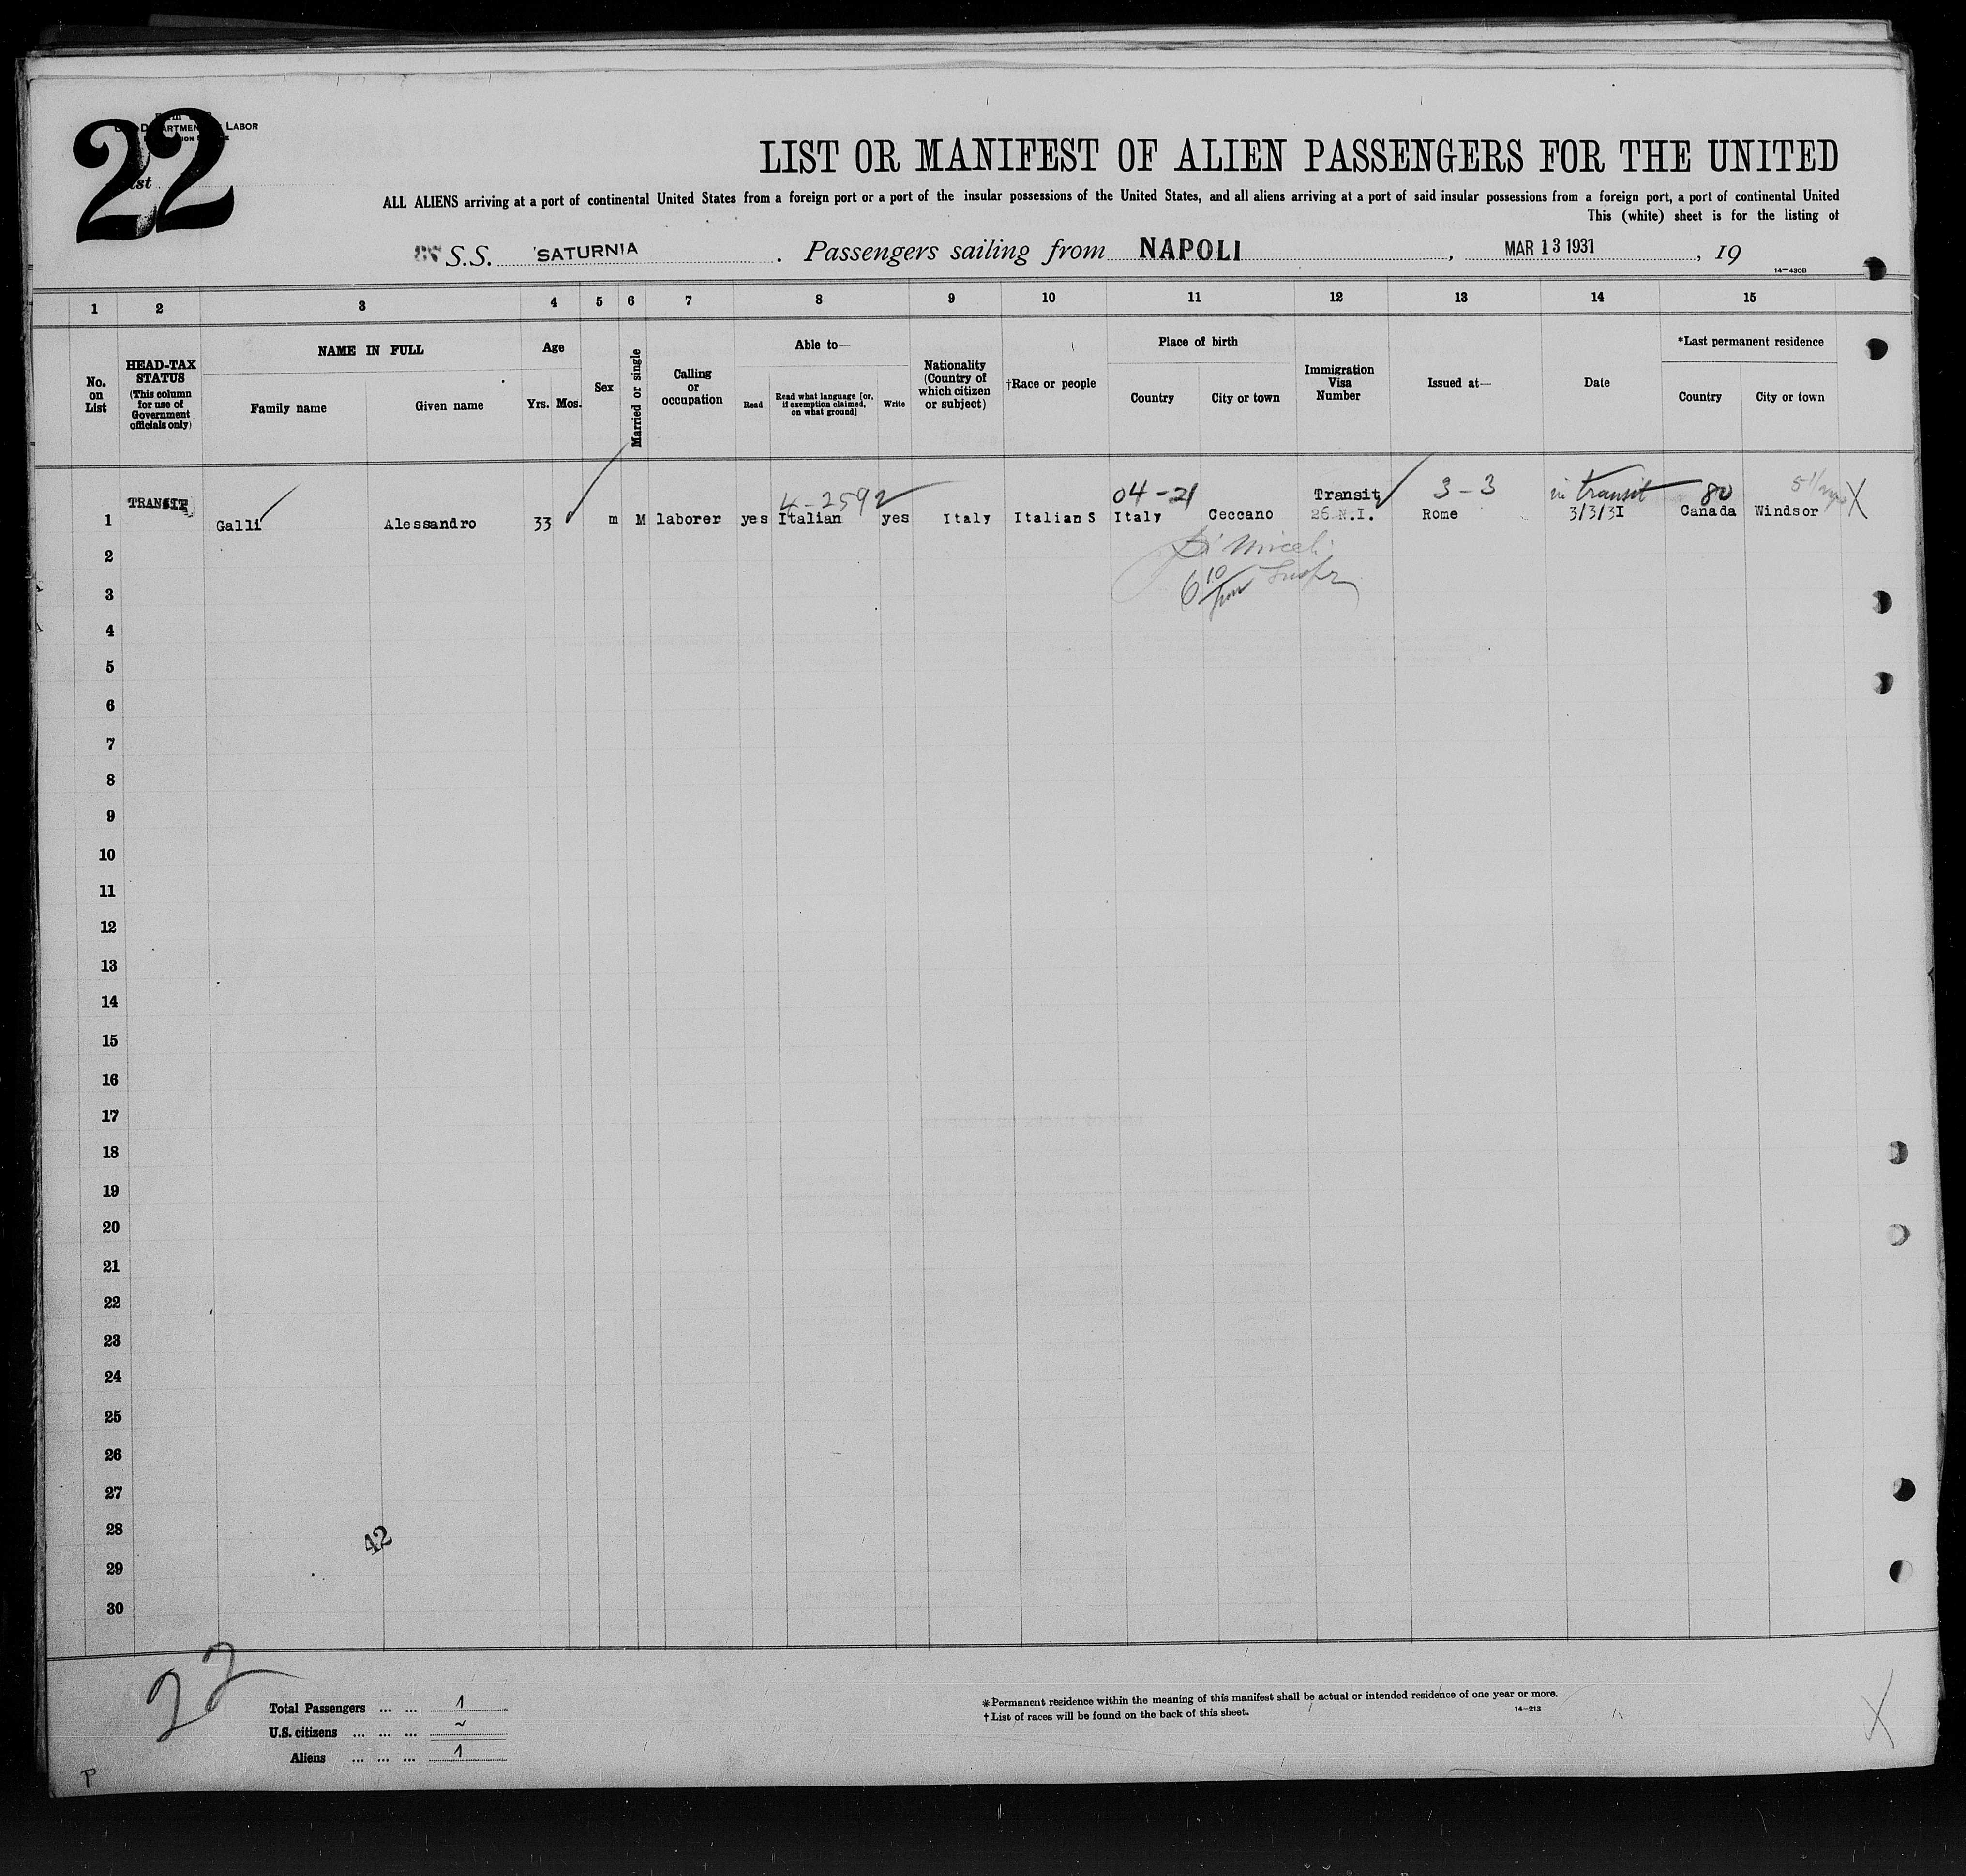 22
LABOR
LIST OR MANIFEST OF ALIEN PASSENGERS FOR THE UNITED
ALL ALIENS arriving at a port of continental United States from a foreign port or a port of the insular possessions of the United States, and all aliens arriving at a port of said insular possessions from a foreign port, a port of continental United
This (white) sheet is for the listing of
S.S. SATURNIA . Passengers sailing from NAPOLI , MAR 13 1931 , 19
14—430B
1 2 3 4 5 6 7 8 9 10 11 12 13 14 15
No. on List
HEAD-TAX STATUS (This column for use of Government officials only)
NAME IN FULL
Family name Given name
Age
Yrs. Mos.
Sex
Married or single
Calling or occupation
Able to—
Read
Read what language [or, if exemption claimed, on what ground]
Write
Nationality (Country of which citizen or subject)
†Race or people
Place of birth
Country City or town
Immigration Visa Number
Issued at—
Date
*Last permanent residence
Country City or town
TRANSIT 4-2592 04-21 Transit 3-3 in transit 80 X
1 Galli Alessandro 33 m M laborer yes Italian yes Italy Italian S Italy Ceccano 26 N.I. Rome 3/3/3I Canada Windsor
2
3
4
5
6
7
8
9
10
11
12
13
14
15
16
17
18
19
20
21
22
23
24
25
26
27
28
42
29
30
22
Total Passengers ... ... 1
U.S. citizens ... ... ... ~
Aliens ... ... ... 1
*Permanent residence within the meaning of this manifest shall be actual or intended residence of one year or more.
† List of races will be found on the back of this sheet.
14—213
X
P